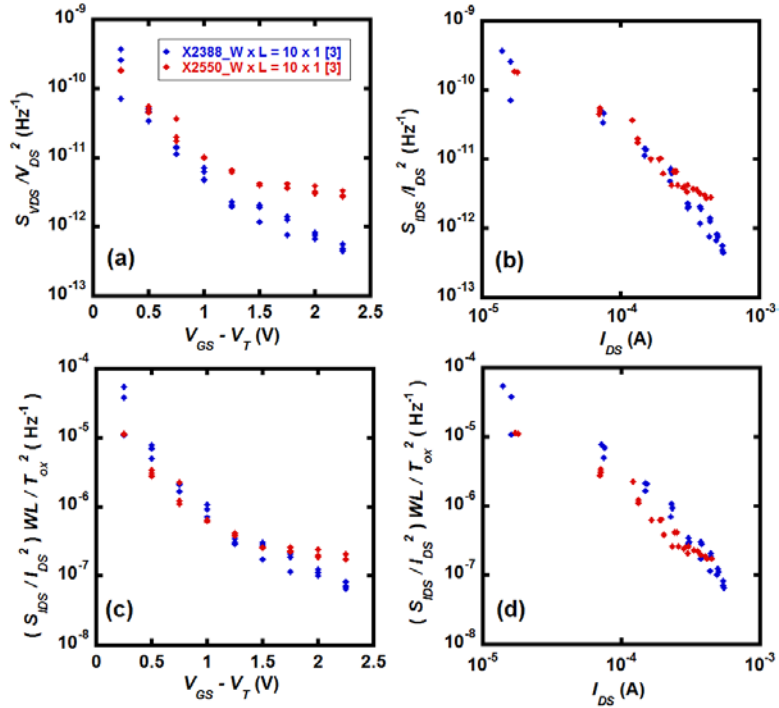 10⁻⁹
10⁻¹⁰
10⁻¹¹
10⁻¹²
10⁻¹³
S_VDS/V_DS² (Hz⁻¹)
X2388_W x L = 10 x 1 [3]
X2550_W x L = 10 x 1 [3]
(a)
0 0.5 1 1.5 2 2.5
V_GS - V_T (V)
10⁻⁹
10⁻¹⁰
10⁻¹¹
10⁻¹²
10⁻¹³
S_IDS/I_DS² (Hz⁻¹)
(b)
10⁻⁵ 10⁻⁴ 10⁻³
I_DS (A)
10⁻⁴
10⁻⁵
10⁻⁶
10⁻⁷
10⁻⁸
( S_IDS / I_DS² ) WL / T_ox² ( Hz⁻¹)
(c)
0 0.5 1 1.5 2 2.5
V_GS - V_T (V)
10⁻⁴
10⁻⁵
10⁻⁶
10⁻⁷
10⁻⁸
( S_IDS / I_DS² ) WL / T_ox² ( Hz⁻¹)
(d)
10⁻⁵ 10⁻⁴ 10⁻³
I_DS (A)